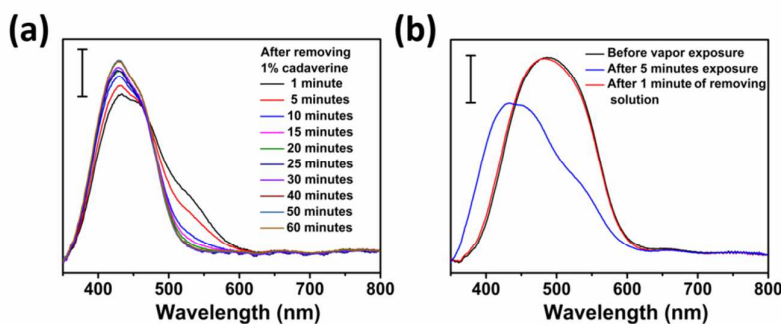 (a)
After removing
1% cadaverine
1 minute
5 minutes
10 minutes
15 minutes
20 minutes
25 minutes
30 minutes
40 minutes
50 minutes
60 minutes
400 500 600 700 800
Wavelength (nm)
(b)
Before vapor exposure
After 5 minutes exposure
After 1 minute of removing
solution
400 500 600 700 800
Wavelength (nm)